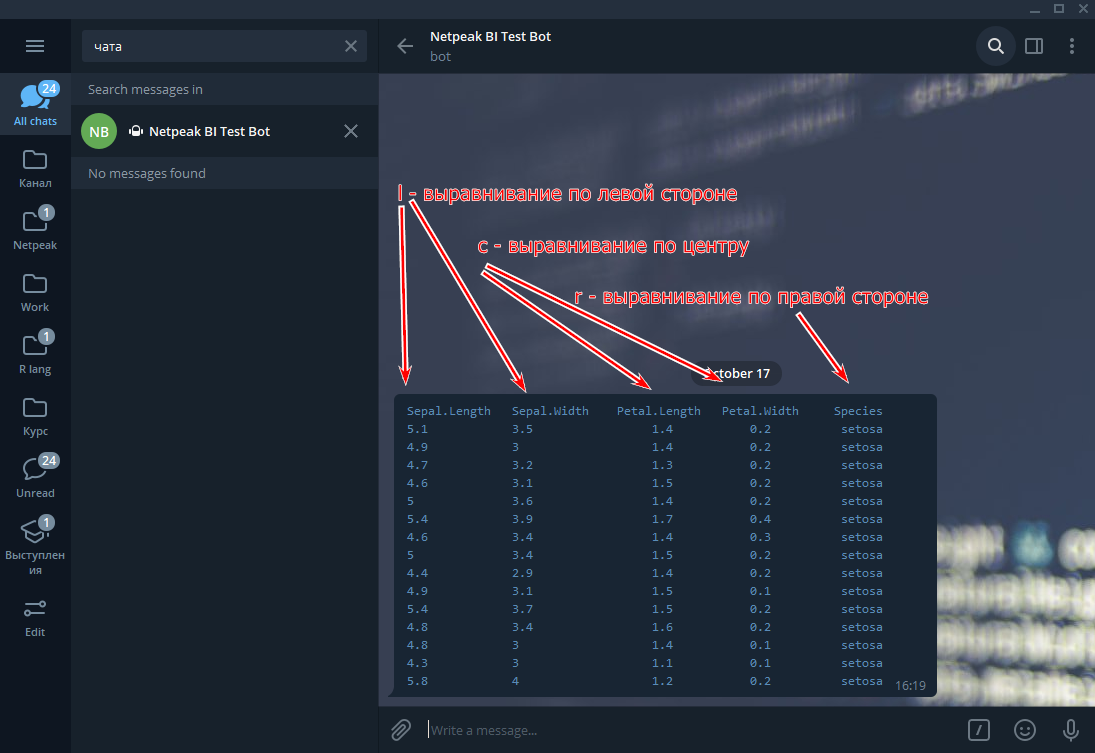 чата
Netpeak BI Test Bot
bot
24
All chats
Search messages in
NB
Netpeak BI Test Bot
No messages found
Канал
1
Netpeak
Work
1
R lang
Курс
24
Unread
1
Выступлен
ия
Edit
l - выравнивание по левой стороне
c - выравнивание по центру
r - выравнивание по правой стороне
ctober 17
Sepal.Length Sepal.Width Petal.Length Petal.Width Species
5.1 3.5 1.4 0.2 setosa
4.9 3 1.4 0.2 setosa
4.7 3.2 1.3 0.2 setosa
4.6 3.1 1.5 0.2 setosa
5 3.6 1.4 0.2 setosa
5.4 3.9 1.7 0.4 setosa
4.6 3.4 1.4 0.3 setosa
5 3.4 1.5 0.2 setosa
4.4 2.9 1.4 0.2 setosa
4.9 3.1 1.5 0.1 setosa
5.4 3.7 1.5 0.2 setosa
4.8 3.4 1.6 0.2 setosa
4.8 3 1.4 0.1 setosa
4.3 3 1.1 0.1 setosa
5.8 4 1.2 0.2 setosa
16:19
Write a message...